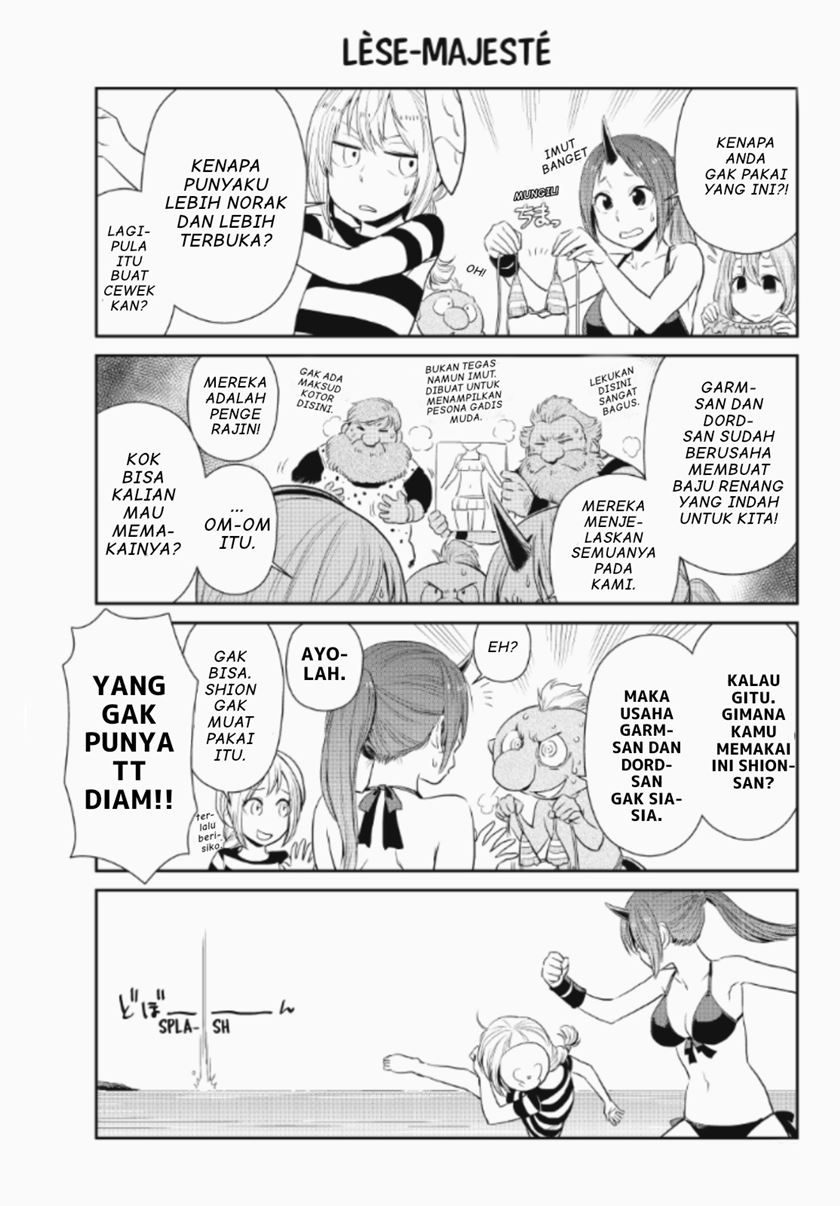 LÈSE-MAJESTÉ
KENAPA
ANDA
GAK PAKAI
YANG INI?!
IMUT
BANGET
MUNGIL!
ちまっ
OH!
KENAPA
PUNYAKU
LEBIH NORAK
DAN LEBIH
TERBUKA?
LAGI-
PULA
ITU
BUAT
CEWEK
KAN?
GARM-
SAN DAN
DORD-
SAN SUDAH
BERUSAHA
MEMBUAT
BAJU RENANG
YANG INDAH
UNTUK KITA!
MEREKA
MENJE-
LASKAN
SEMUANYA
PADA
KAMI.
LEKUKAN
DISINI
SANGAT
BAGUS.
BUKAN TEGAS
NAMUN IMUT.
DIBUAT UNTUK
MENAMPILKAN
PESONA GADIS
MUDA.
GAK ADA
MAKSUD
KOTOR
DISINI.
MEREKA
ADALAH
PENGE
RAJIN!
...
OM-OM
ITU.
KOK
BISA
KALIAN
MAU
MEMA-
KAINYA?
KALAU
GITU.
GIMANA
KAMU
MEMAKAI
INI SHION-
SAN?
MAKA
USAHA
GARM-
SAN DAN
DORD-
SAN
GAK SIA-
SIA.
EH?
AYO-
LAH.
GAK
BISA.
SHION
GAK
MUAT
PAKAI
ITU.
ter-
lalu
beri-
siko
YANG
GAK
PUNYA
TT
DIAM!!
どぼ——ん
SPLA-SH